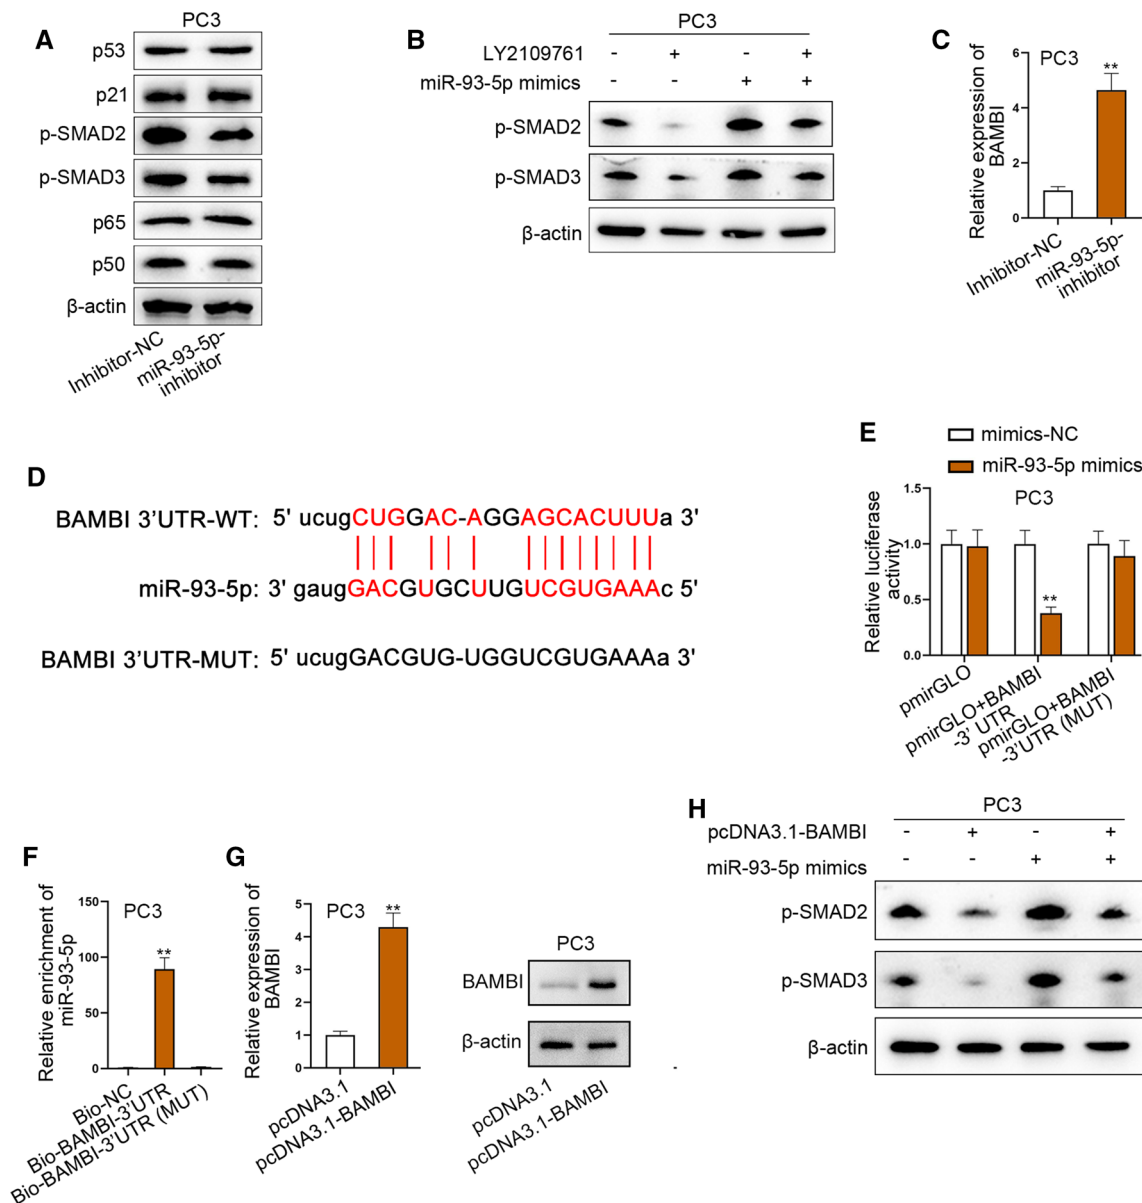 A
PC3
p53
p21
p-SMAD2
p-SMAD3
p65
p50
β-actin
Inhibitor-NC
miR-93-5p-
inhibitor
B
PC3
LY2109761 - + - +
miR-93-5p mimics - - + +
p-SMAD2
p-SMAD3
β-actin
C
Relative expression of
BAMBI
6
4
2
0
PC3
**
Inhibitor-NC
miR-93-5p-
inhibitor
D
BAMBI 3'UTR-WT: 5' ucugCUGGAC-AGGAGCACUUUa 3'
miR-93-5p: 3' gaugGACGUGCUUGUCGUGAAAc 5'
BAMBI 3'UTR-MUT: 5' ucugGACGUG-UGGUCGUGAAAa 3'
E
mimics-NC
miR-93-5p mimics
Relative luciferase
activity
1.5
1.0
0.5
0.0
PC3
**
pmirGLO
pmirGLO+BAMBI
-3' UTR
pmirGLO+BAMBI
-3'UTR (MUT)
F
Relative enrichment of
miR-93-5p
150
100
50
0
PC3
**
Bio-NC
Bio-BAMBI-3'UTR
Bio-BAMBI-3'UTR (MUT)
G
Relative expression of
BAMBI
5
4
3
2
1
0
PC3
**
pcDNA3.1
pcDNA3.1-BAMBI
PC3
BAMBI
β-actin
pcDNA3.1
pcDNA3.1-BAMBI
H
PC3
pcDNA3.1-BAMBI - + - +
miR-93-5p mimics - - + +
p-SMAD2
p-SMAD3
β-actin